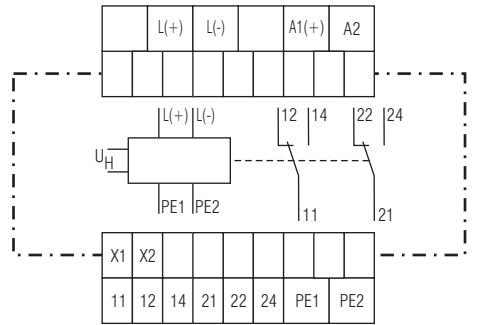 L(+) L(-) A1(+) A2
L(+) L(-) 12 14 22 24
UH
PE1 PE2 11 21
X1 X2
11 12 14 21 22 24 PE1 PE2